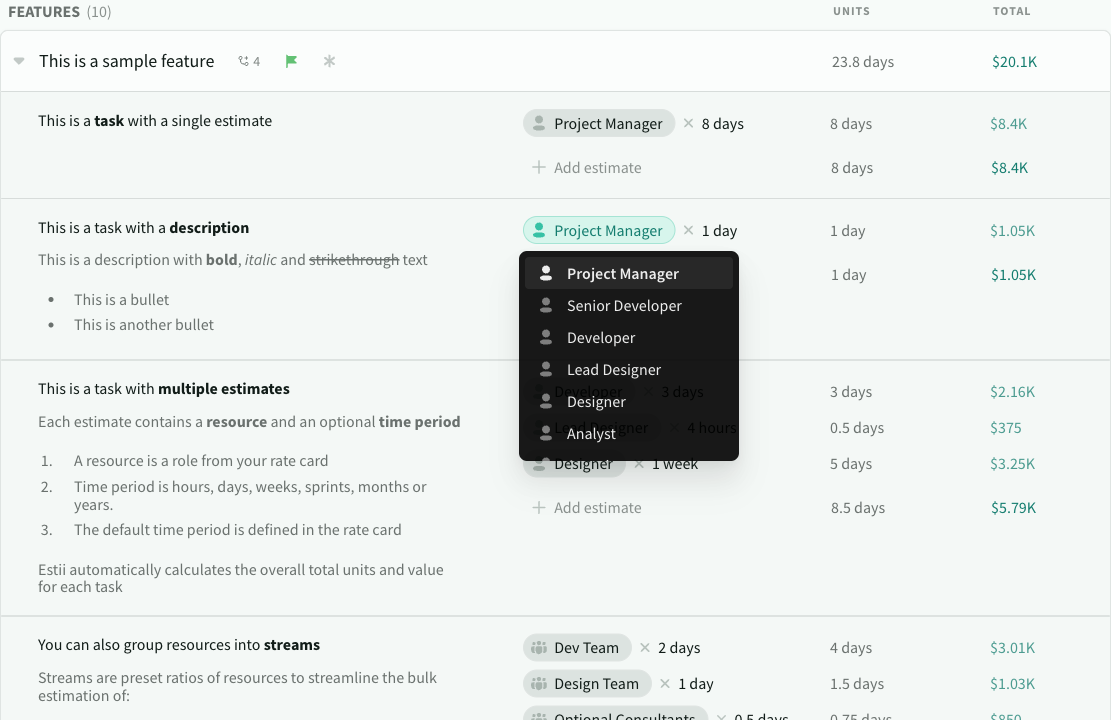 FEATURES (10) UNITS TOTAL
This is a sample feature 4 23.8 days $20.1K
This is a task with a single estimate Project Manager × 8 days 8 days $8.4K
Add estimate 8 days $8.4K
This is a task with a description Project Manager × 1 day 1 day $1.05K
This is a description with bold, italic and strikethrough text
Project Manager 1 day $1.05K
• This is a bullet
Senior Developer
• This is another bullet
Developer
Lead Designer
This is a task with multiple estimates Developer × 3 days 3 days $2.16K
Designer
Each estimate contains a resource and an optional time period Lead Designer × 4 hours 0.5 days $375
Analyst
1. A resource is a role from your rate card Designer × 1 week 5 days $3.25K
2. Time period is hours, days, weeks, sprints, months or
years.
Add estimate 8.5 days $5.79K
3. The default time period is defined in the rate card
Estii automatically calculates the overall total units and value
for each task
You can also group resources into streams Dev Team × 2 days 4 days $3.01K
Streams are preset ratios of resources to streamline the bulk
estimation of:
Design Team × 1 day 1.5 days $1.03K
Optional Consultants × 0.5 days 0.75 days $850